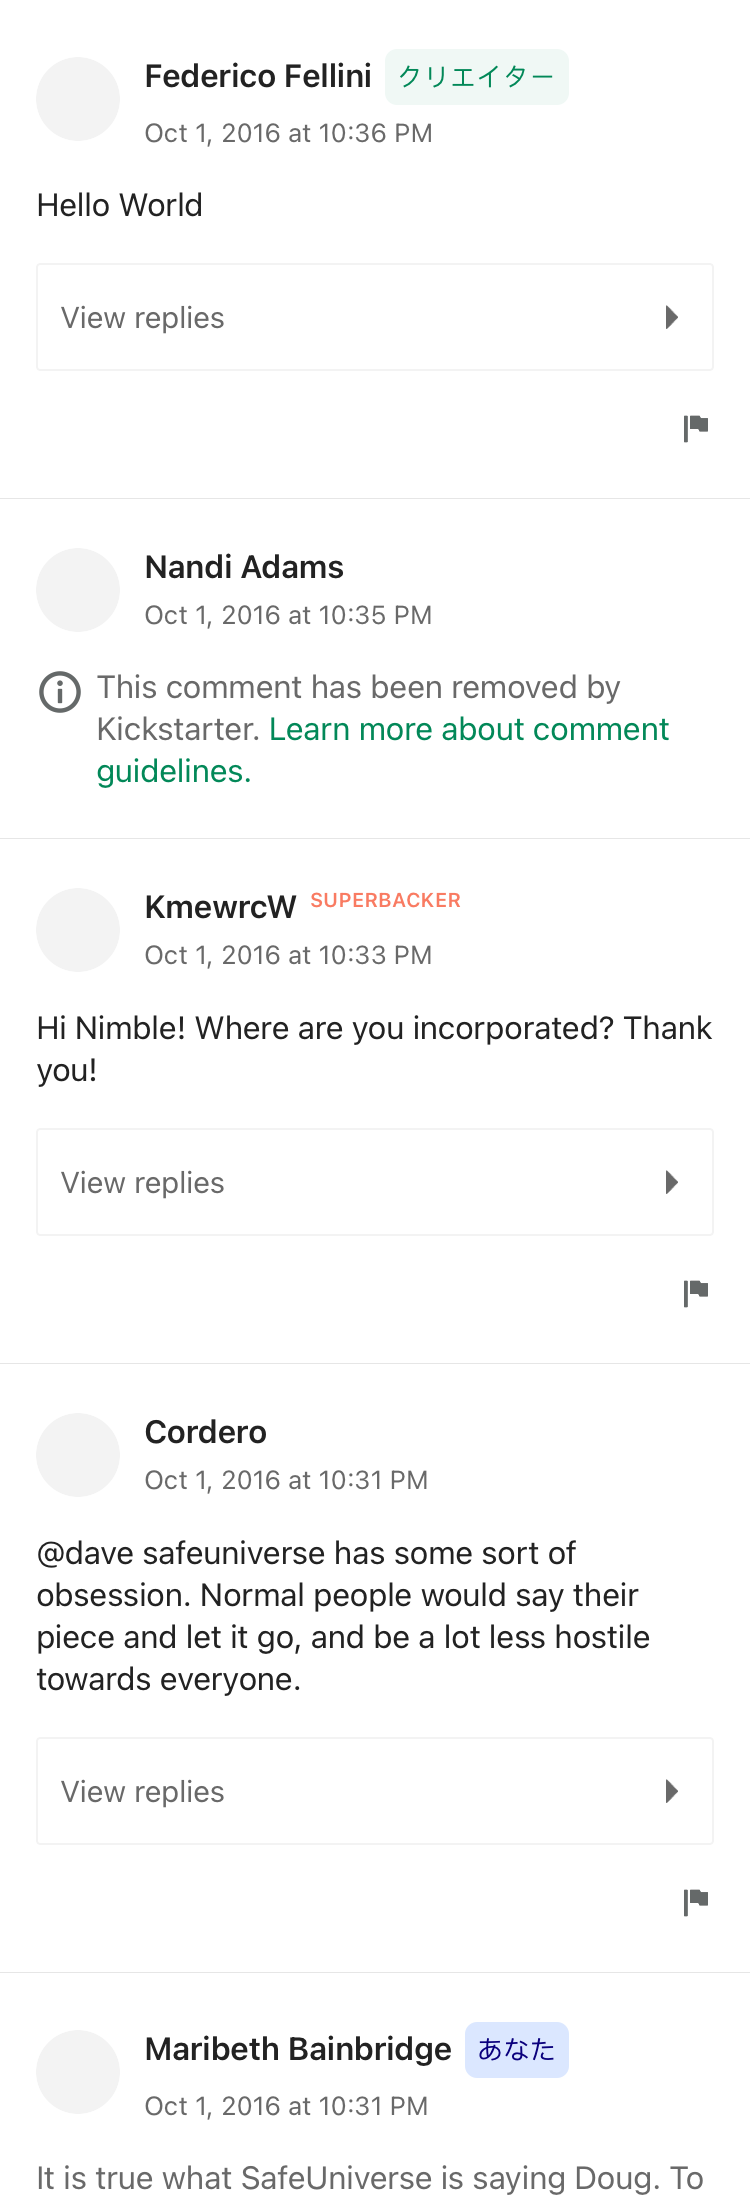 Federico Fellini クリエイター
Oct 1, 2016 at 10:36 PM
Hello World
View replies
Nandi Adams
Oct 1, 2016 at 10:35 PM
This comment has been removed by
Kickstarter. Learn more about comment
guidelines.
KmewrcW SUPERBACKER
Oct 1, 2016 at 10:33 PM
Hi Nimble! Where are you incorporated? Thank
you!
View replies
Cordero
Oct 1, 2016 at 10:31 PM
@dave safeuniverse has some sort of
obsession. Normal people would say their
piece and let it go, and be a lot less hostile
towards everyone.
View replies
Maribeth Bainbridge あなた
Oct 1, 2016 at 10:31 PM
It is true what SafeUniverse is saying Doug. To